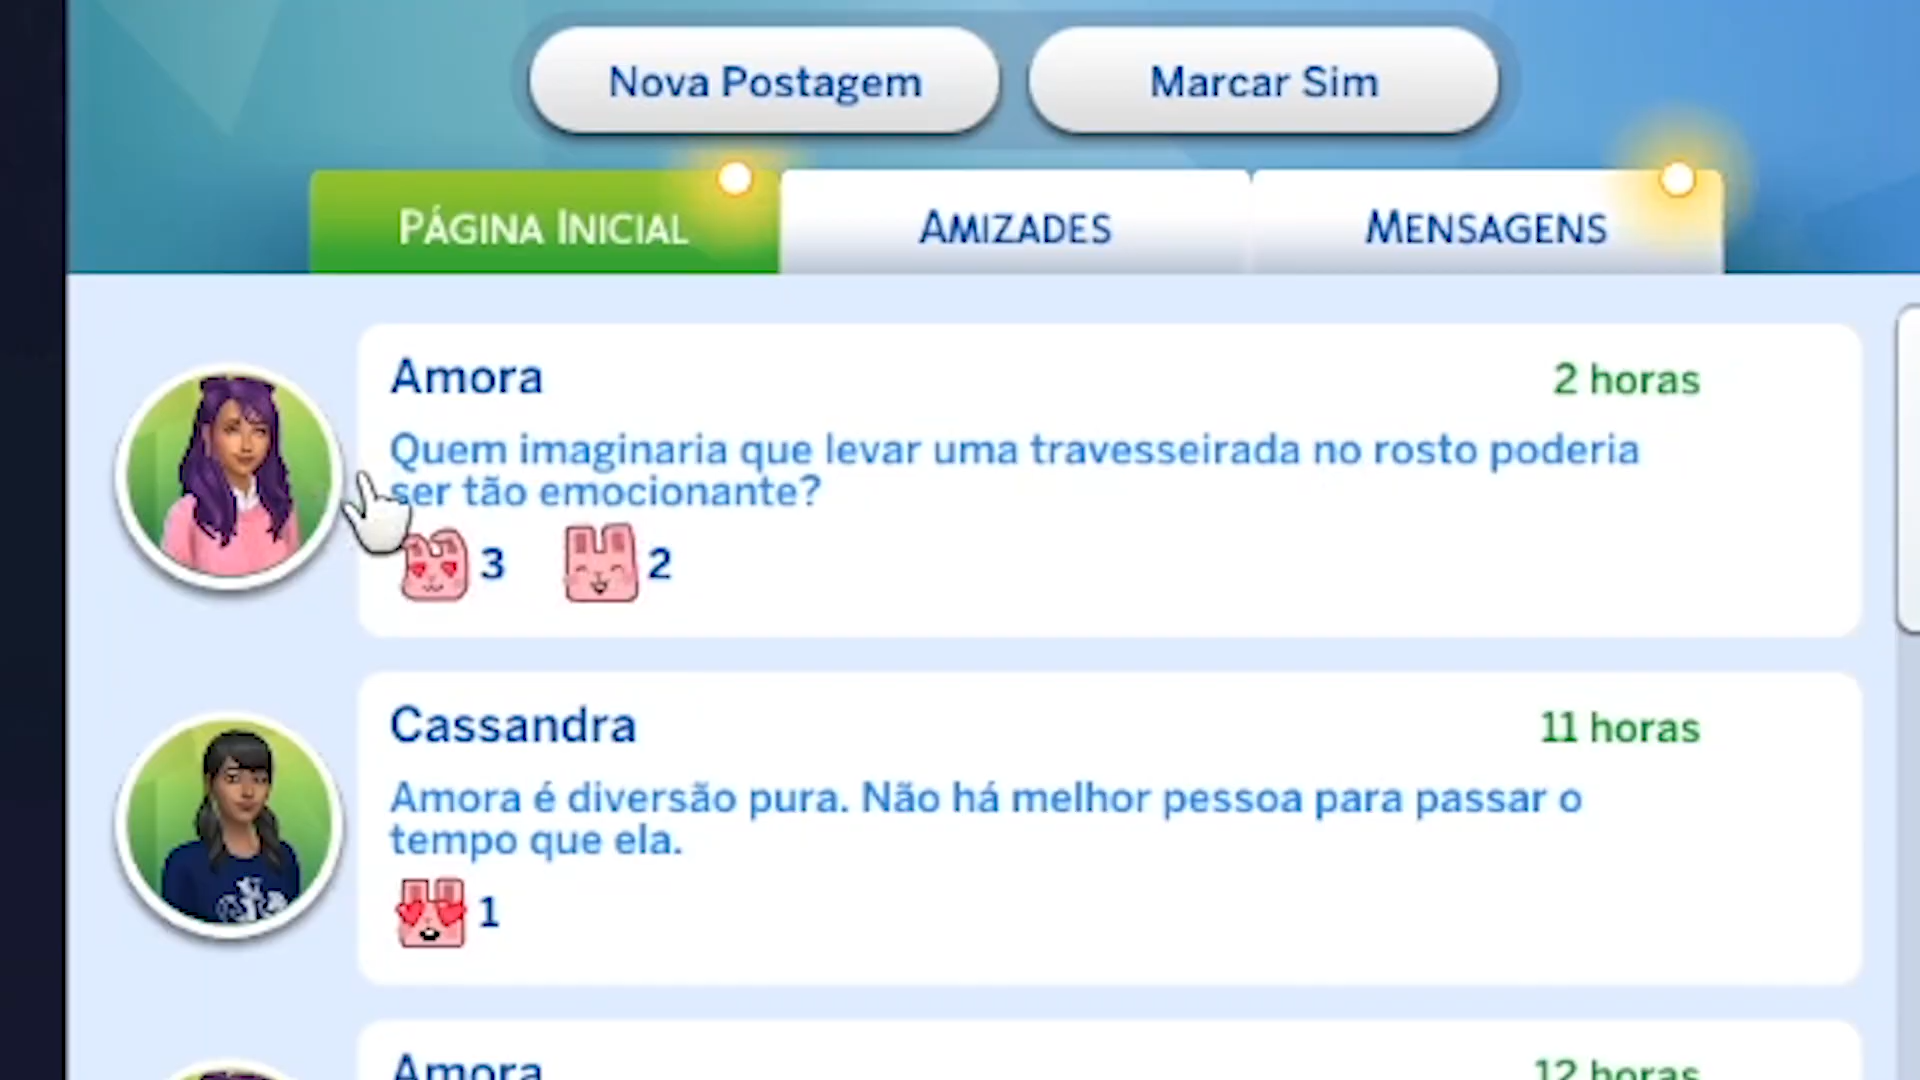 Nova Postagem
Marcar Sim
PÁGINA INICIAL
AMIZADES
MENSAGENS
Amora
2 horas
Quem imaginaria que levar uma travesseirada no rosto poderia
ser tão emocionante?
3
2
Cassandra
11 horas
Amora é diversão pura. Não há melhor pessoa para passar o
tempo que ela.
1
Amora
12 horas